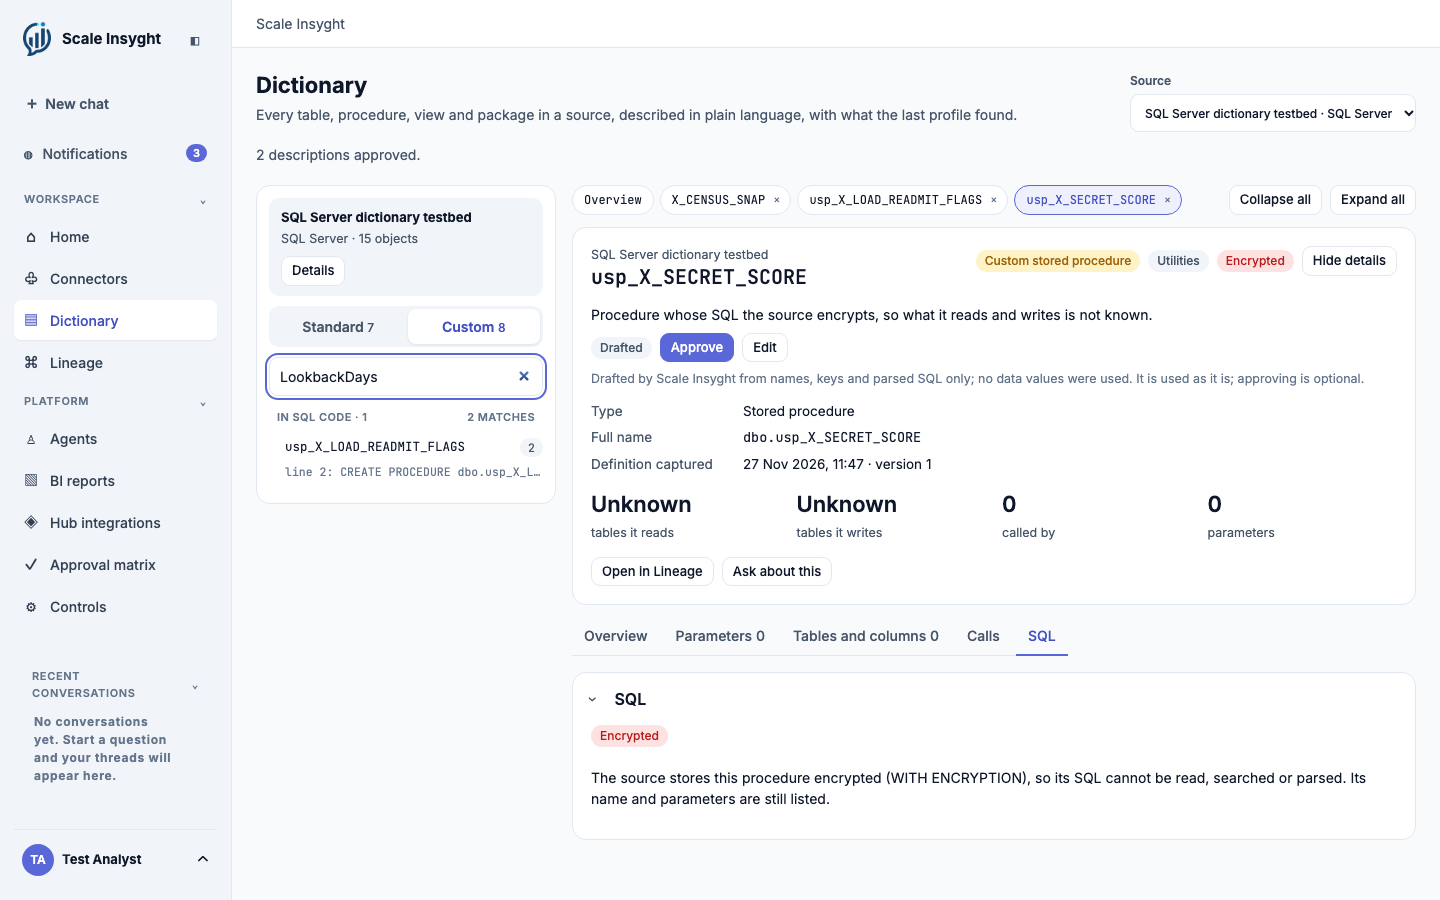 Scale Insyght
+ New chat
Notifications 3
WORKSPACE
Home
Connectors
Dictionary
Lineage
PLATFORM
Agents
BI reports
Hub integrations
Approval matrix
Controls
RECENT
CONVERSATIONS
No conversations
yet. Start a question
and your threads will
appear here.
TA Test Analyst
Scale Insyght
Dictionary
Every table, procedure, view and package in a source, described in plain language, with what the last profile found.
Source
SQL Server dictionary testbed · SQL Server
2 descriptions approved.
SQL Server dictionary testbed
SQL Server · 15 objects
Details
Standard 7 Custom 8
LookbackDays ×
IN SQL CODE · 1 2 MATCHES
usp_X_LOAD_READMIT_FLAGS 2
line 2: CREATE PROCEDURE dbo.usp_X_L…
Overview X_CENSUS_SNAP × usp_X_LOAD_READMIT_FLAGS × usp_X_SECRET_SCORE × Collapse all Expand all
SQL Server dictionary testbed
usp_X_SECRET_SCORE
Custom stored procedure Utilities Encrypted Hide details
Procedure whose SQL the source encrypts, so what it reads and writes is not known.
Drafted Approve Edit
Drafted by Scale Insyght from names, keys and parsed SQL only; no data values were used. It is used as it is; approving is optional.
Type Stored procedure
Full name dbo.usp_X_SECRET_SCORE
Definition captured 27 Nov 2026, 11:47 · version 1
Unknown Unknown 0 0
tables it reads tables it writes called by parameters
Open in Lineage Ask about this
Overview Parameters 0 Tables and columns 0 Calls SQL
SQL
Encrypted
The source stores this procedure encrypted (WITH ENCRYPTION), so its SQL cannot be read, searched or parsed. Its
name and parameters are still listed.